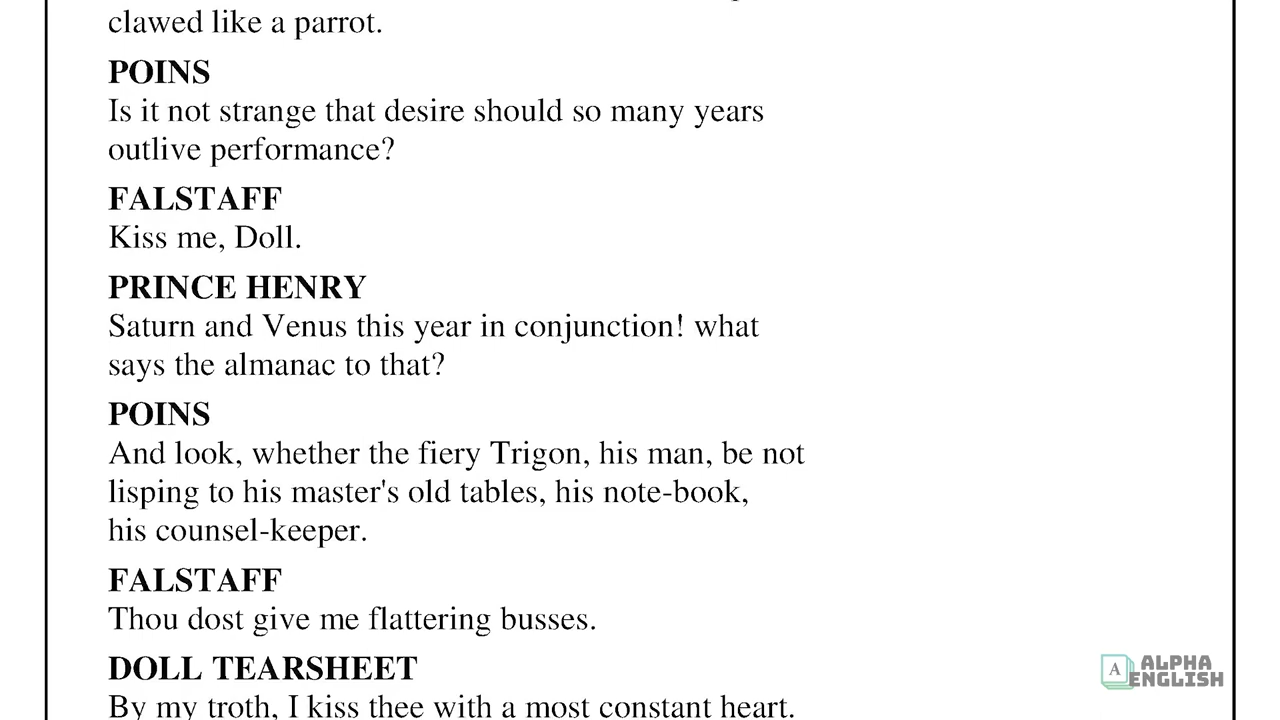 clawed like a parrot.
POINS
Is it not strange that desire should so many years
outlive performance?
FALSTAFF
Kiss me, Doll.
PRINCE HENRY
Saturn and Venus this year in conjunction! what
says the almanac to that?
POINS
And look, whether the fiery Trigon, his man, be not
lisping to his master's old tables, his note-book,
his counsel-keeper.
FALSTAFF
Thou dost give me flattering busses.
DOLL TEARSHEET
By my troth, I kiss thee with a most constant heart.
A ALPHA
ENGLISH